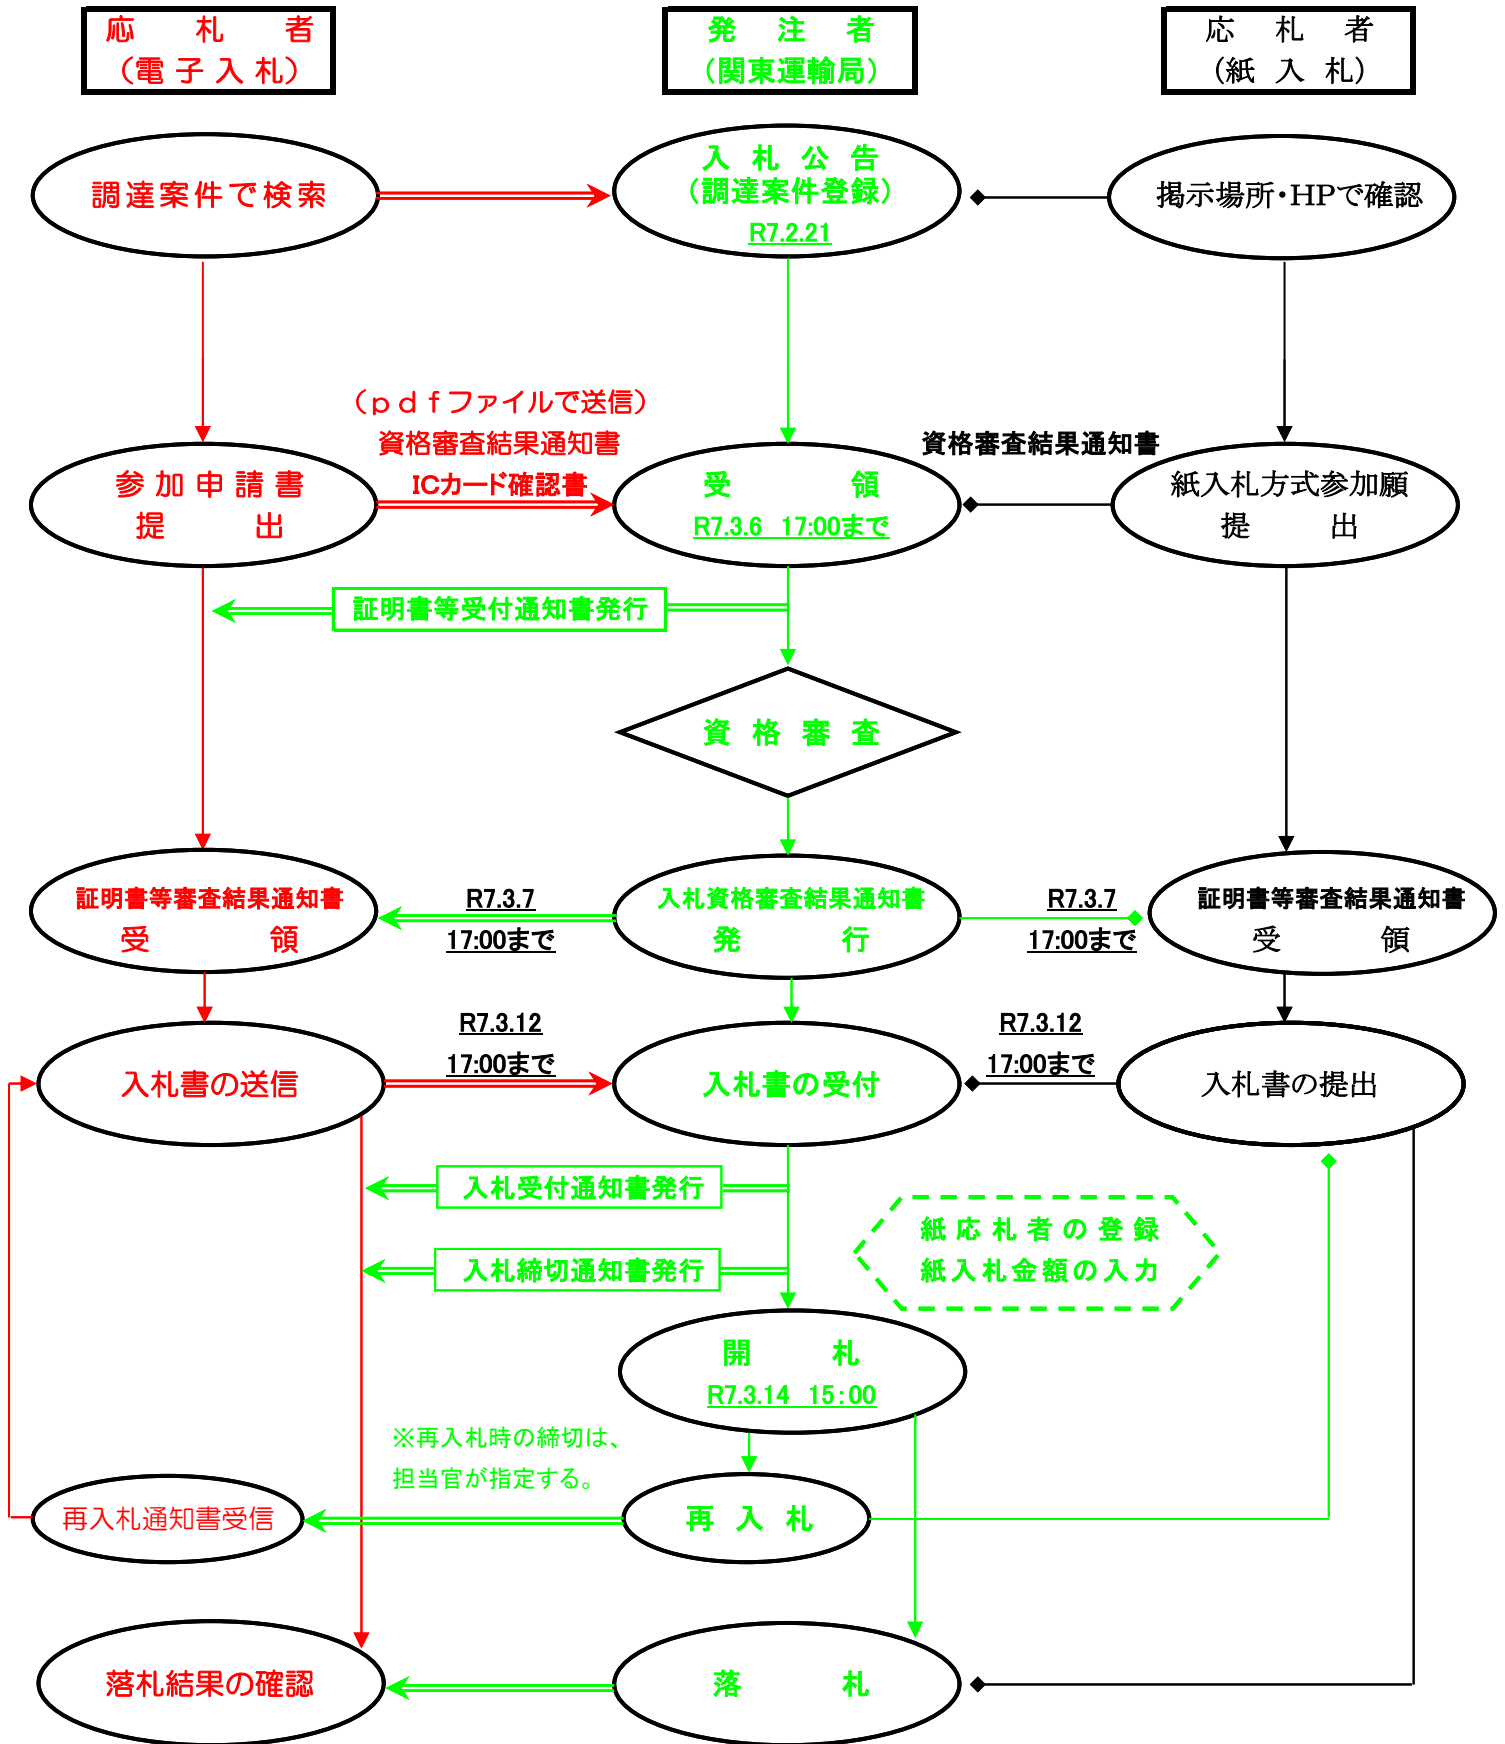 応　札　者
（電子入札）
発　注　者
（関東運輸局）
応　札　者
（紙入札）
調達案件で検索
入札公告
（調達案件登録）
R7.2.21
掲示場所・HPで確認
（ｐｄｆファイルで送信）
資格審査結果通知書
ICカード確認書
資格審査結果通知書
参加申請書
提　出
受　領
R7.3.6　17:00まで
紙入札方式参加願
提　出
証明書等受付通知書発行
資格審査
証明書等審査結果通知書
受　領
R7.3.7
17:00まで
入札資格審査結果通知書
発　行
R7.3.7
17:00まで
証明書等審査結果通知書
受　領
R7.3.12
17:00まで
R7.3.12
17:00まで
入札書の送信
入札書の受付
入札書の提出
入札受付通知書発行
紙応札者の登録
紙入札金額の入力
入札締切通知書発行
開　札
R7.3.14　15：00
※再入札時の締切は、
担当官が指定する。
再入札通知書受信
再入札
落札結果の確認
落　札